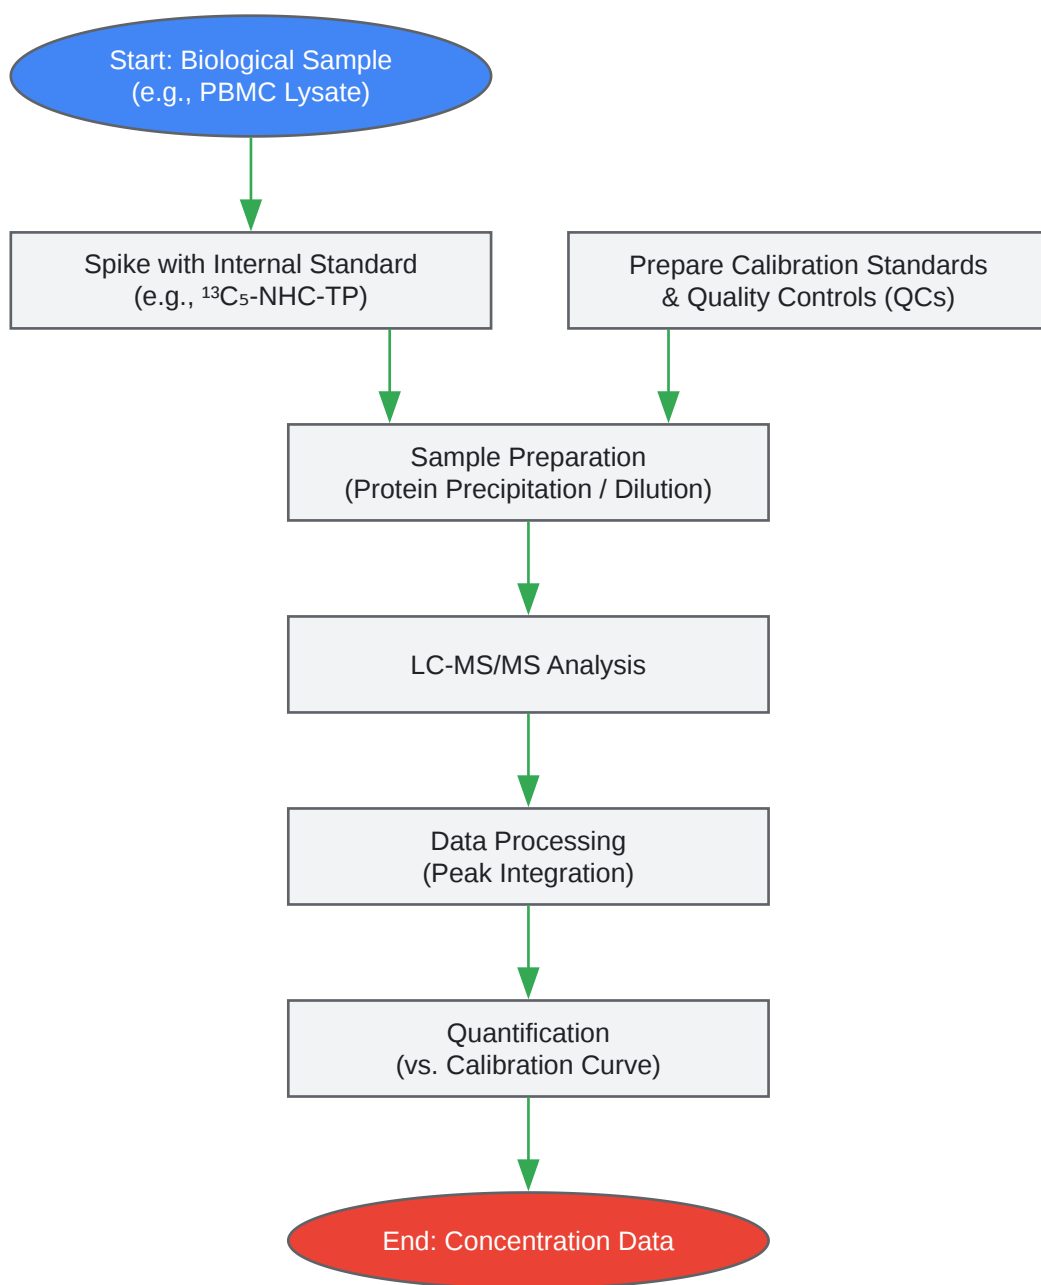 Start: Biological Sample
(e.g., PBMC Lysate)
Spike with Internal Standard
(e.g., ¹³C₅-NHC-TP)
Prepare Calibration Standards
& Quality Controls (QCs)
Sample Preparation
(Protein Precipitation / Dilution)
LC-MS/MS Analysis
Data Processing
(Peak Integration)
Quantification
(vs. Calibration Curve)
End: Concentration Data